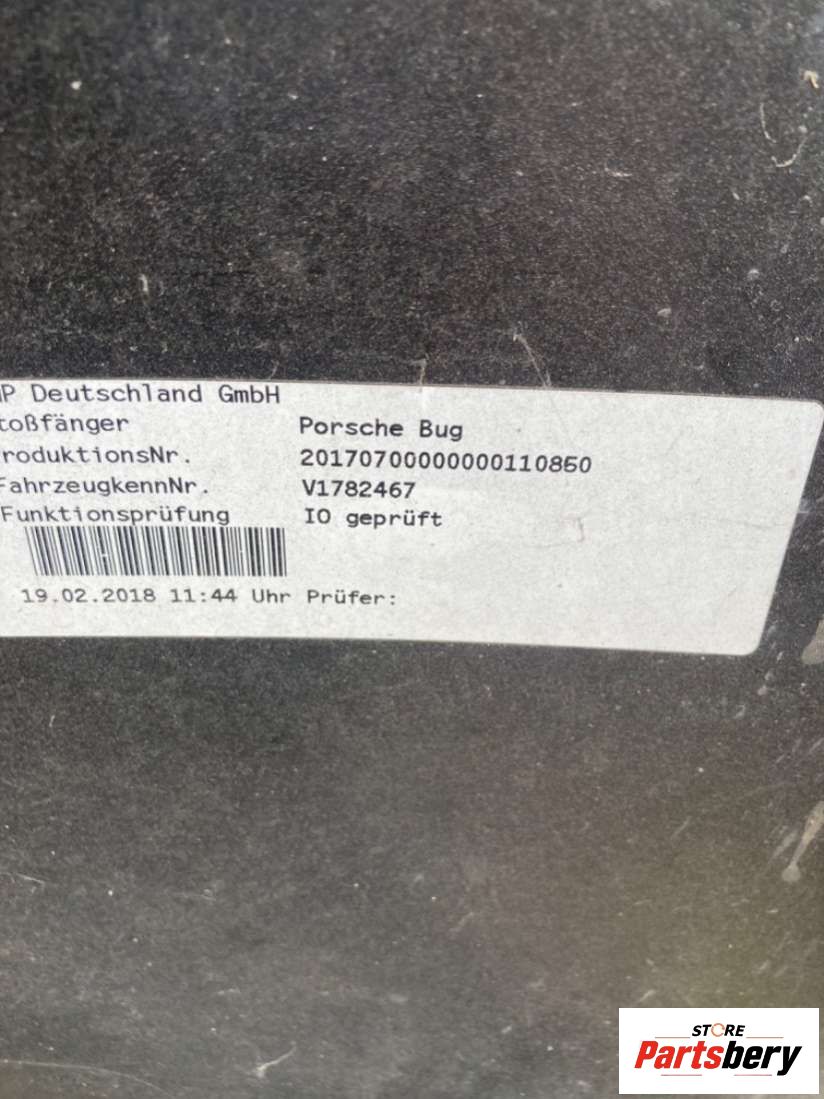 P Deutschland GmbH
toßfänger Porsche Bug
roduktionsNr. 20170700000000110850
FahrzeugkennNr. V1782467
Funktionsprüfung IO geprüft
19.02.2018 11:44 Uhr Prüfer:
STORE
Partsbery